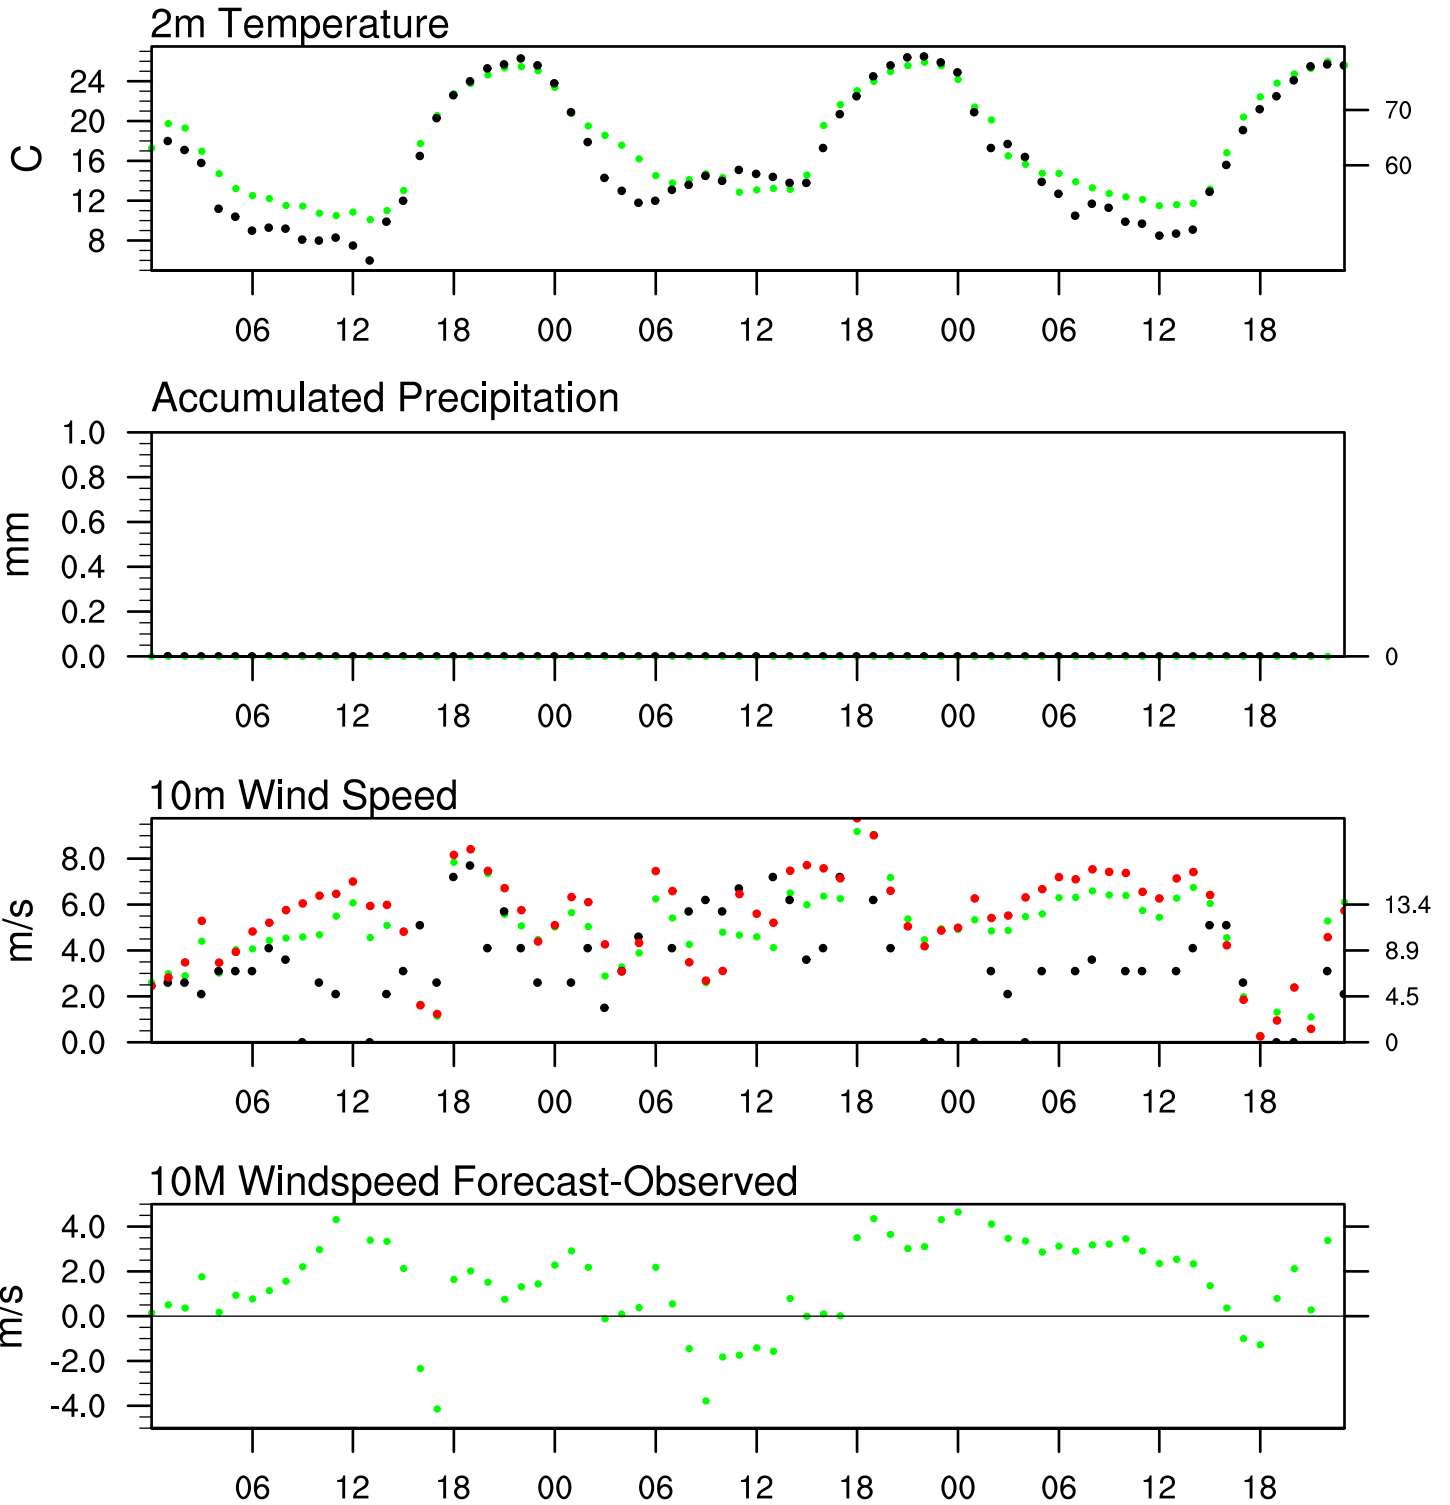 2m Temperature
24
20
16
12
8
C
70
60
06 12 18 00 06 12 18 00 06 12 18
Accumulated Precipitation
1.0
0.8
0.6
0.4
0.2
0.0
mm
0
06 12 18 00 06 12 18 00 06 12 18
10m Wind Speed
8.0
6.0
4.0
2.0
0.0
m/s
13.4
8.9
4.5
0
06 12 18 00 06 12 18 00 06 12 18
10M Windspeed Forecast-Observed
4.0
2.0
0.0
-2.0
-4.0
m/s
06 12 18 00 06 12 18 00 06 12 18